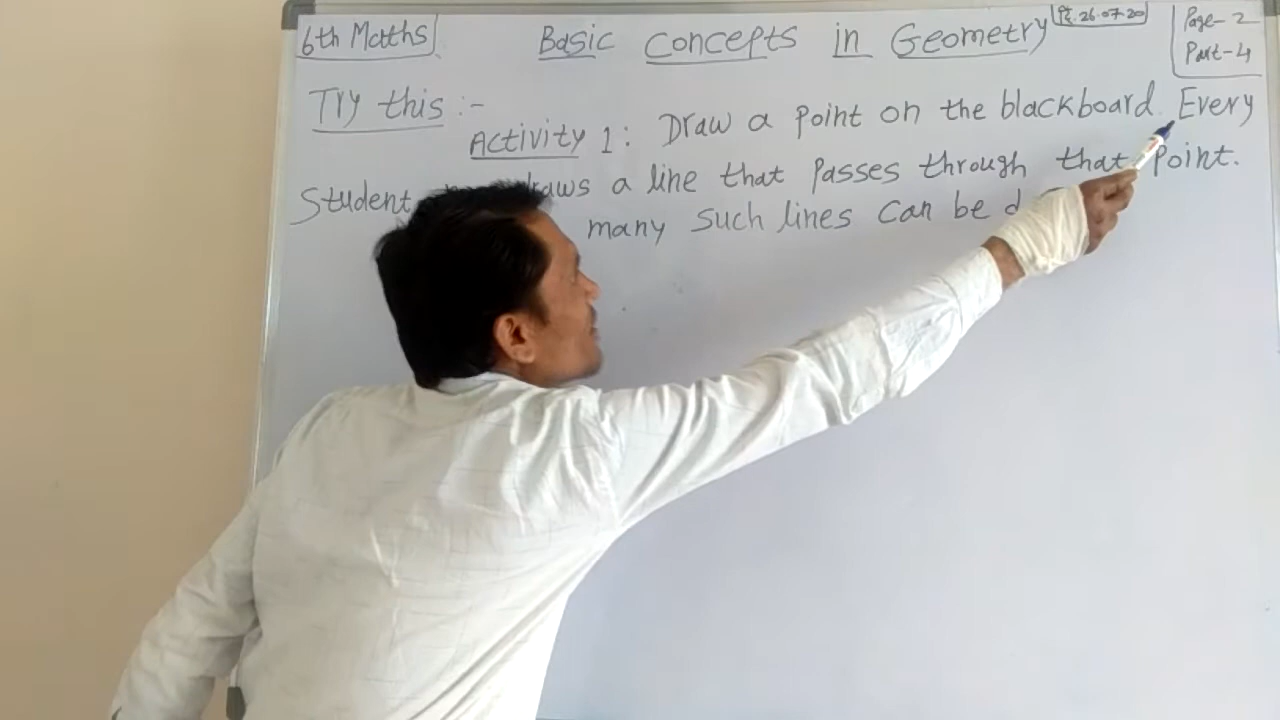 6th Maths
Basic Concepts in Geometry
दि. 26.07.20
Page-2
Part-4
Try this :-
Activity 1: Draw a point on the blackboard. Every
Student draws a line that passes through that point.
many such lines can be